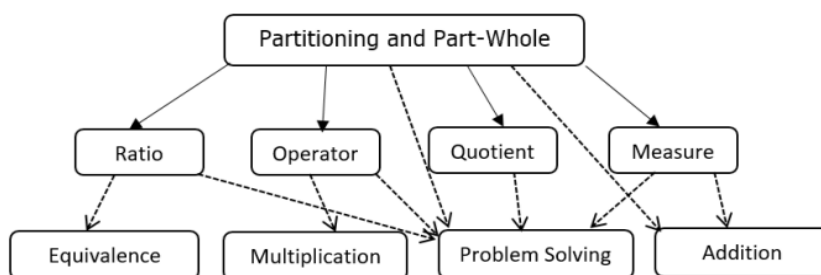 Partitioning and Part-Whole
Ratio
Operator
Quotient
Measure
Equivalence
Multiplication
Problem Solving
Addition